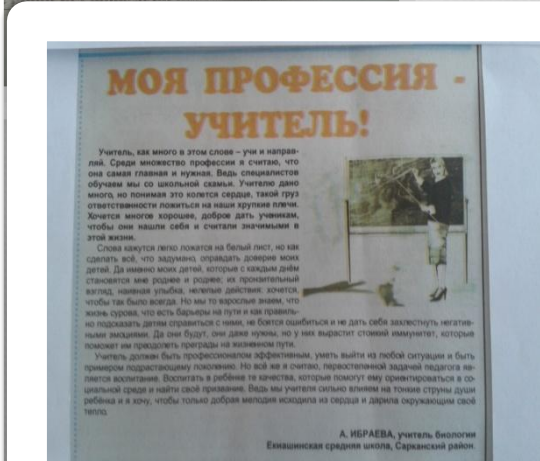 МОЯ ПРОФЕССИЯ -
УЧИТЕЛЬ!
Учитель, как много в этом слове – учи и направ-
ляй. Среди множество профессии я считаю, что
она самая главная и нужная. Ведь специалистов
обучаем мы со школьной скамьи. Учителю дано
много, но понимая это колется сердце, такой груз
ответственности ложиться на наши хрупкие плечи.
Хочется многое хорошее, доброе дать ученикам,
чтобы они нашли себя и считали значимыми в
этой жизни.
Слова кажутся легко ложатся на белый лист, но как
сделать всё, что задумано, оправдать доверие моих
детей. Да именно моих детей, которые с каждым днём
становятся мне роднее и роднее: их пронзительный
взгляд, наивная улыбка, нелепые действия: хочется,
чтобы так было всегда. Но мы то взрослые знаем, что
жизнь сурова, что есть барьеры на пути и как правиль-
но подсказать детям справиться с ними, не боятся ошибиться и не дать себя захлестнуть негатив-
ными эмоциями. Да они будут, они даже нужны, но у них вырастит стойкий иммунитет, который
поможет им преодолеть преграды на жизненном пути.
Учитель должен быть профессионалом эффективным, уметь выйти из любой ситуации и быть
примером подрастающему поколению. Но всё же я считаю, первостепенной задачей педагога яв-
ляется воспитание. Воспитать в ребёнке те качества, которые помогут ему ориентироваться в со-
циальной среде и найти своё призвание. Ведь мы учителя сильно влияем на тонкие струны души
ребёнка и я хочу, чтобы только добрая мелодия исходила из сердец и дарила окружающим своё
тепло.
А. ИБРАЕВА, учитель биологии
Екиашинская средняя школа, Сарканский район.